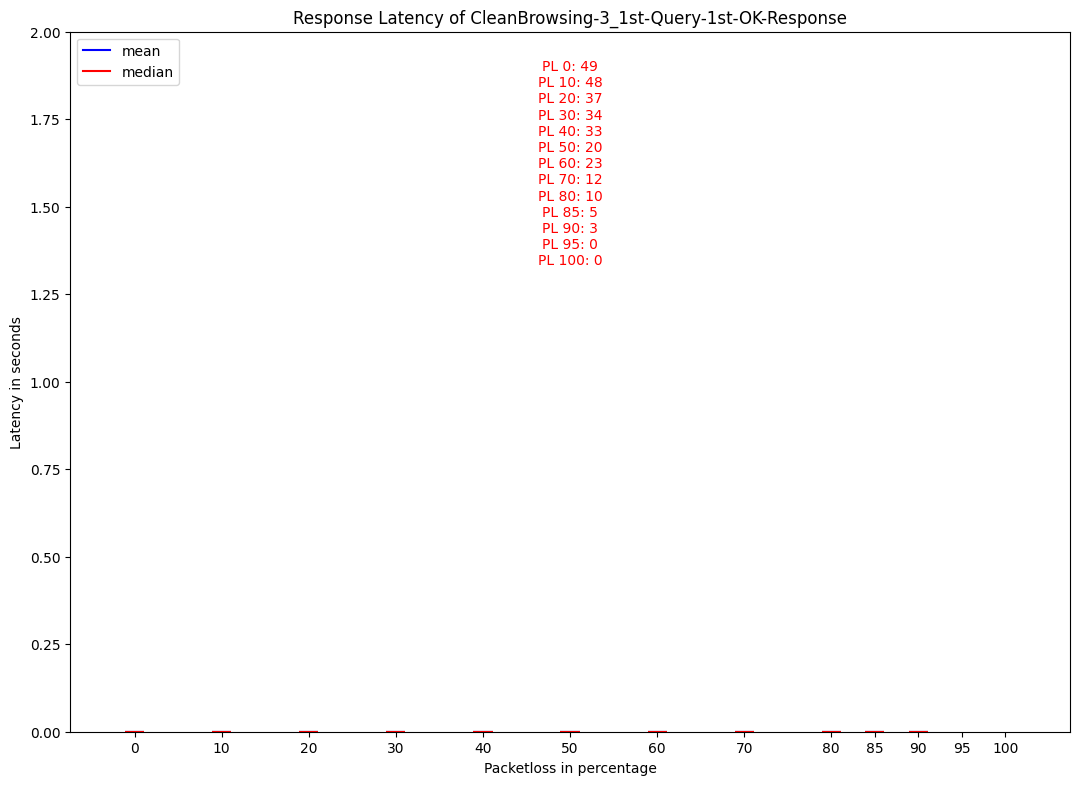 Response Latency of CleanBrowsing-3_1st-Query-1st-OK-Response
2.00
1.75
1.50
1.25
1.00
0.75
0.50
0.25
0.00
Latency in seconds
mean
median
PL 0: 49
PL 10: 48
PL 20: 37
PL 30: 34
PL 40: 33
PL 50: 20
PL 60: 23
PL 70: 12
PL 80: 10
PL 85: 5
PL 90: 3
PL 95: 0
PL 100: 0
0 10 20 30 40 50 60 70 80 85 90 95 100
Packetloss in percentage